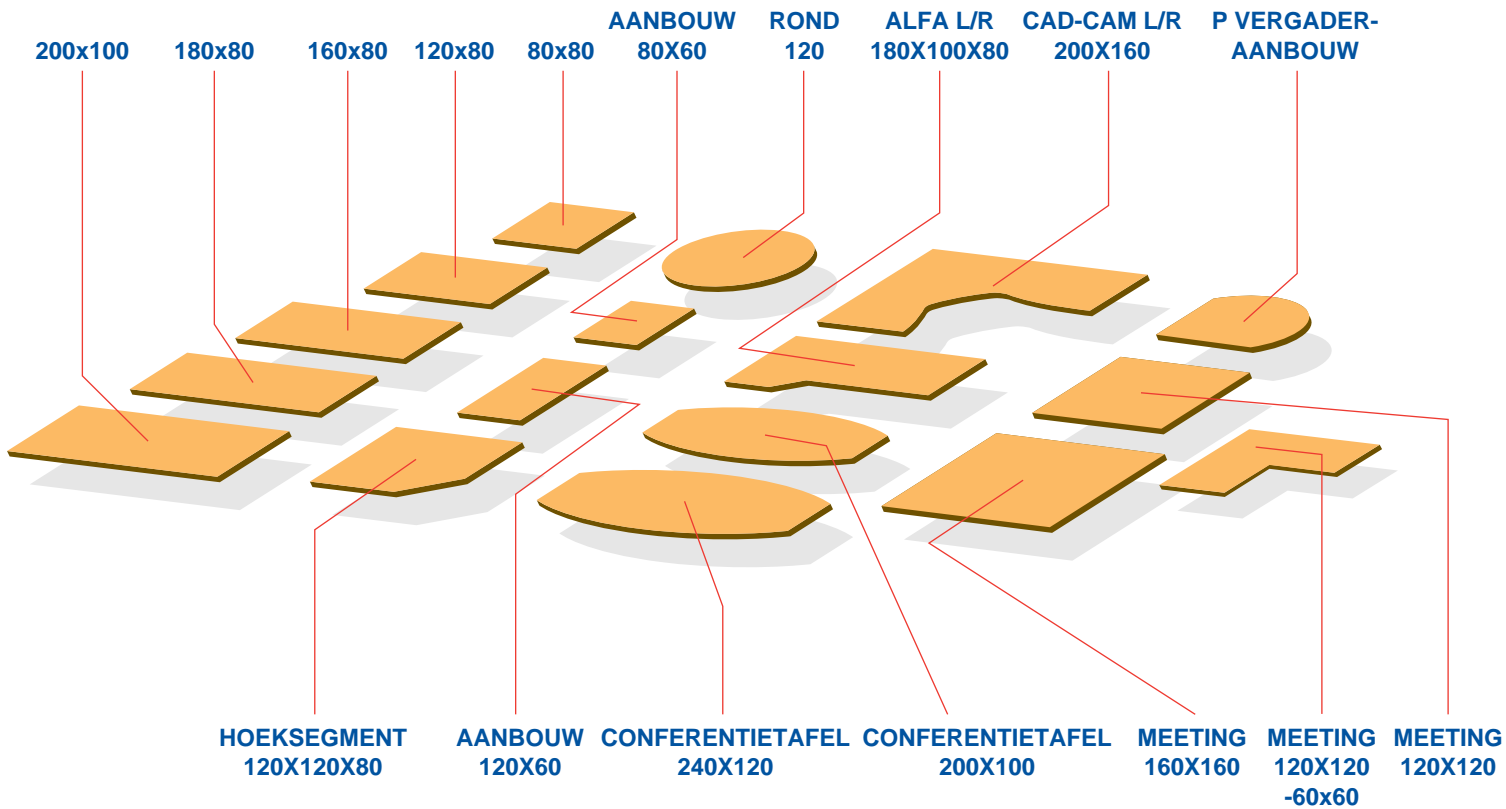 200x100
180x80
160x80
120x80
80x80
AANBOUW
80X60
ROND
120
ALFA L/R
180X100X80
CAD-CAM L/R
200X160
P VERGADER-
AANBOUW
HOEKSEGMENT
120X120X80
AANBOUW
120X60
CONFERENTIETAFEL
240X120
CONFERENTIETAFEL
200X100
MEETING
160X160
MEETING
120X120
-60x60
MEETING
120X120